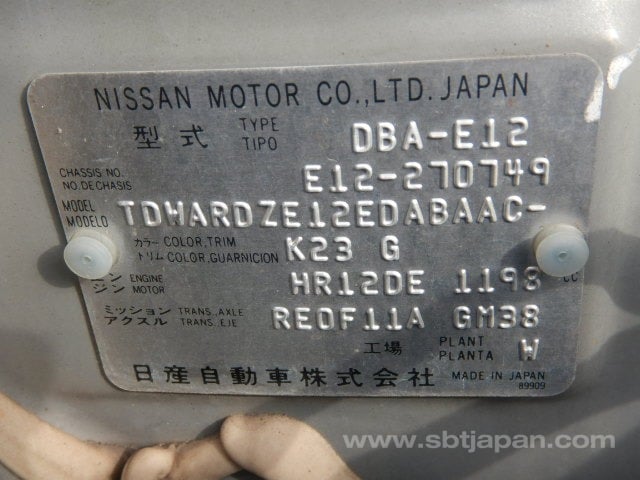 NISSAN MOTOR CO.,LTD. JAPAN
型式 TYPE TIPO DBA-E12
CHASSIS NO. NO.DE CHASIS E12-270749
MODEL MODELO TDWARDZE12EDABAAC-
カラー COLOR,TRIM K23 G
トリム COLOR,GUARNICION
ENGINE MOTOR HR12DE 1198 CC
ミッション TRANS.,AXLE RE0F11A GM38
アクスル TRANS.,EJE
工場 PLANT PLANTA W
日産自動車株式会社 MADE IN JAPAN
89909
www.sbtjapan.com